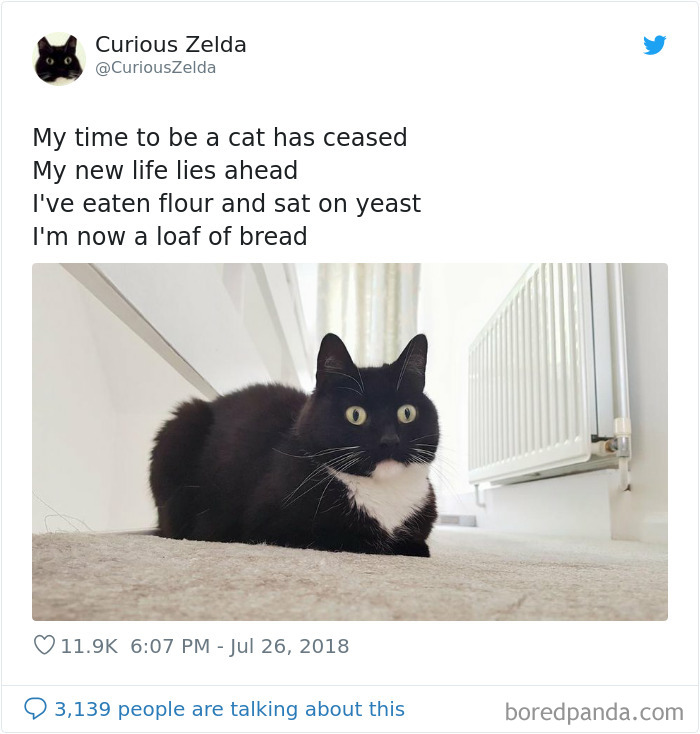 Curious Zelda
@CuriousZelda
My time to be a cat has ceased
My new life lies ahead
I've eaten flour and sat on yeast
I'm now a loaf of bread
11.9K 6:07 PM - Jul 26, 2018
3,139 people are talking about this
boredpanda.com